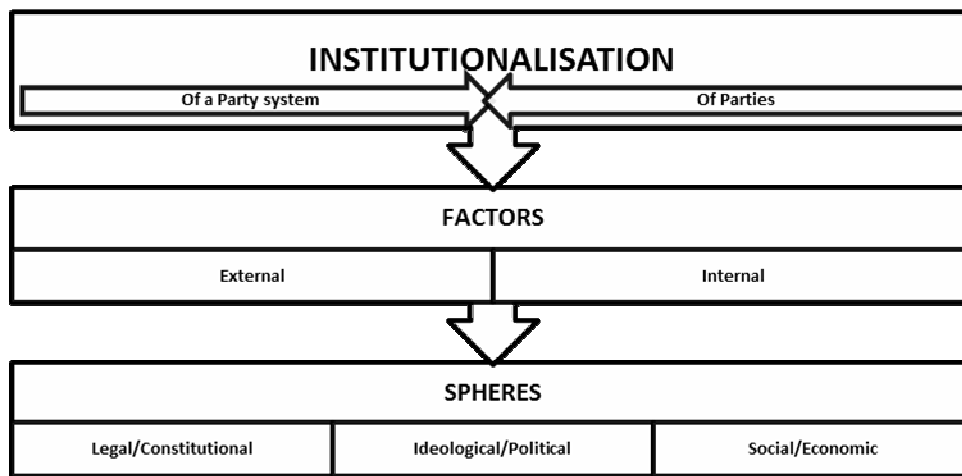 INSTITUTIONALISATION
Of a Party system
Of Parties
FACTORS
External
Internal
SPHERES
Legal/Constitutional
Ideological/Political
Social/Economic